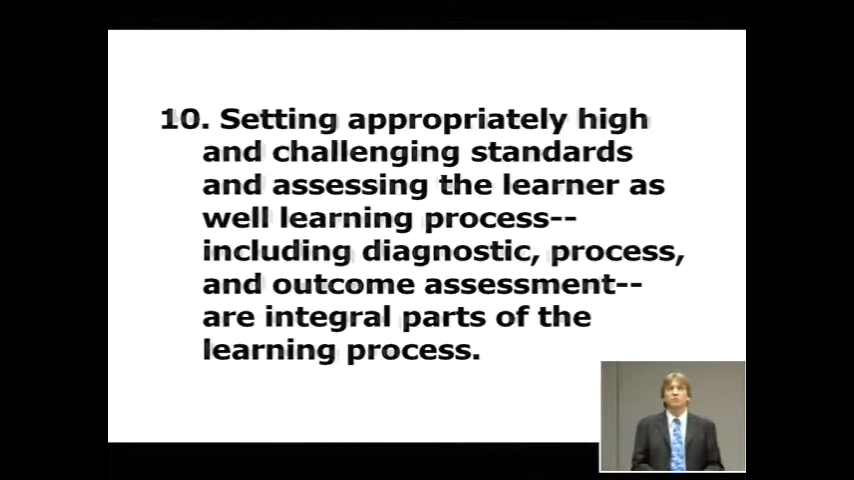 10. Setting appropriately high
and challenging standards
and assessing the learner as
well learning process--
including diagnostic, process,
and outcome assessment--
are integral parts of the
learning process.